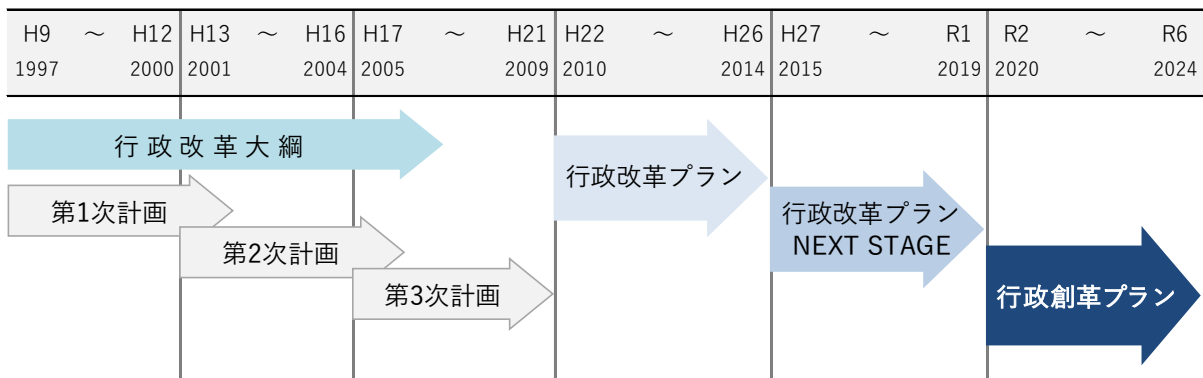 H9 ～ H12 H13 ～ H16 H17 ～ H21 H22 ～ H26 H27 ～ R1 R2 ～ R6
1997 2000 2001 2004 2005 2009 2010 2014 2015 2019 2020 2024
行政改革大綱
第1次計画
第2次計画
第3次計画
行政改革プラン
行政改革プラン
NEXT STAGE
行政創革プラン